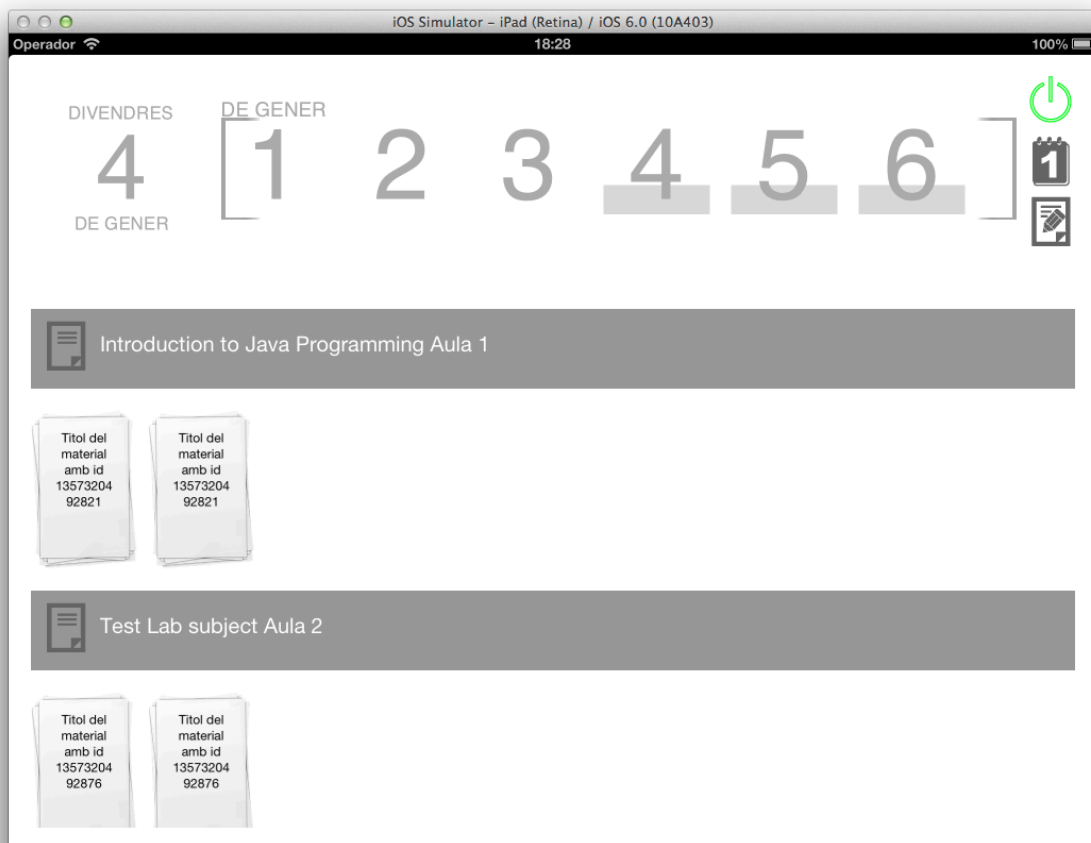 iOS Simulator – iPad (Retina) / iOS 6.0 (10A403)
Operador 18:28 100%
DIVENDRES
4
DE GENER
DE GENER
1 2 3 4 5 6
1
Introduction to Java Programming Aula 1
Titol del
material
amb id
13573204
92821
Titol del
material
amb id
13573204
92821
Test Lab subject Aula 2
Titol del
material
amb id
13573204
92876
Titol del
material
amb id
13573204
92876